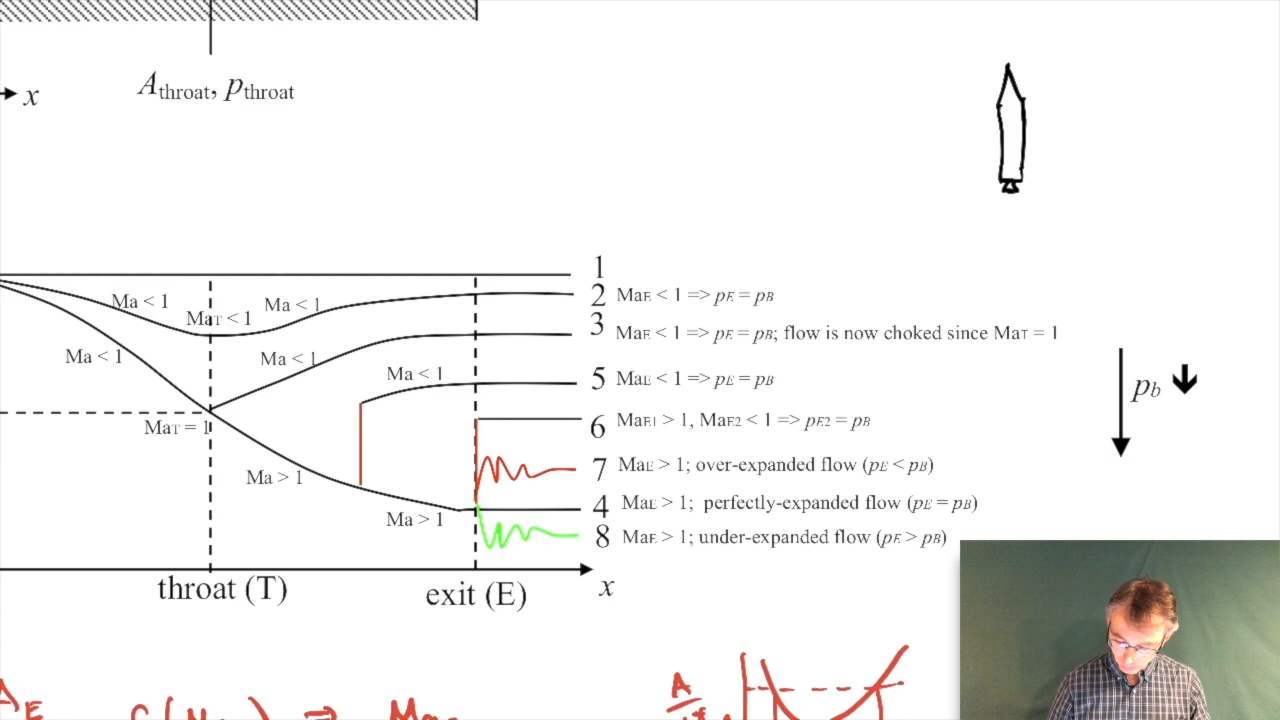 A_throat, p_throat
x
1
Ma < 1
Ma < 1
2 Ma_E < 1 => p_E = p_B
Ma_T < 1
3 Ma_E < 1 => p_E = p_B; flow is now choked since Ma_T = 1
Ma < 1
Ma < 1
Ma < 1
5 Ma_E < 1 => p_E = p_B
p_b
6 Ma_E1 > 1, Ma_E2 < 1 => p_E2 = p_B
Ma_T = 1
7 Ma_E > 1; over-expanded flow (p_E < p_B)
Ma > 1
4 Ma_E > 1; perfectly-expanded flow (p_E = p_B)
Ma > 1
8 Ma_E > 1; under-expanded flow (p_E > p_B)
throat (T)
exit (E)
x
A